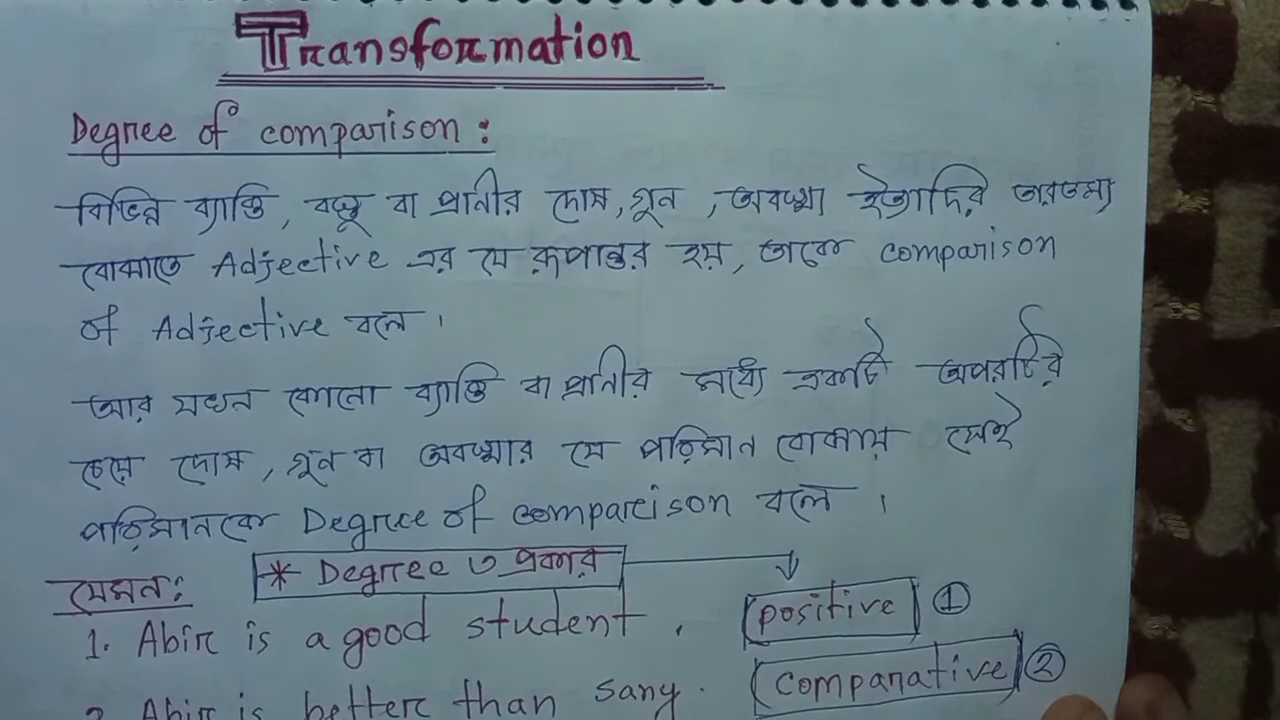 Transformation
Degree of comparison :
বিভিন্ন ব্যাক্তি, বস্তু বা প্রানীর দোষ, গুন, অবস্থা ইত্যাদির তারতম্য
বোঝাতে Adjective এর যে রূপান্তর হয়, তাকে comparison
of Adjective বলে ।
আর যখন কোনো ব্যাক্তি বা প্রানীর মধ্যে একটি অপরটির
চেয়ে দোষ, গুন বা অবস্থার যে পরিমান বোঝায় সেই
পরিমানকে Degree of comparison বলে ।
যেমন: * Degree ৩ প্রকার
1. Abir is a good student . positive ①
2. Abir is better than sany. comparative ②